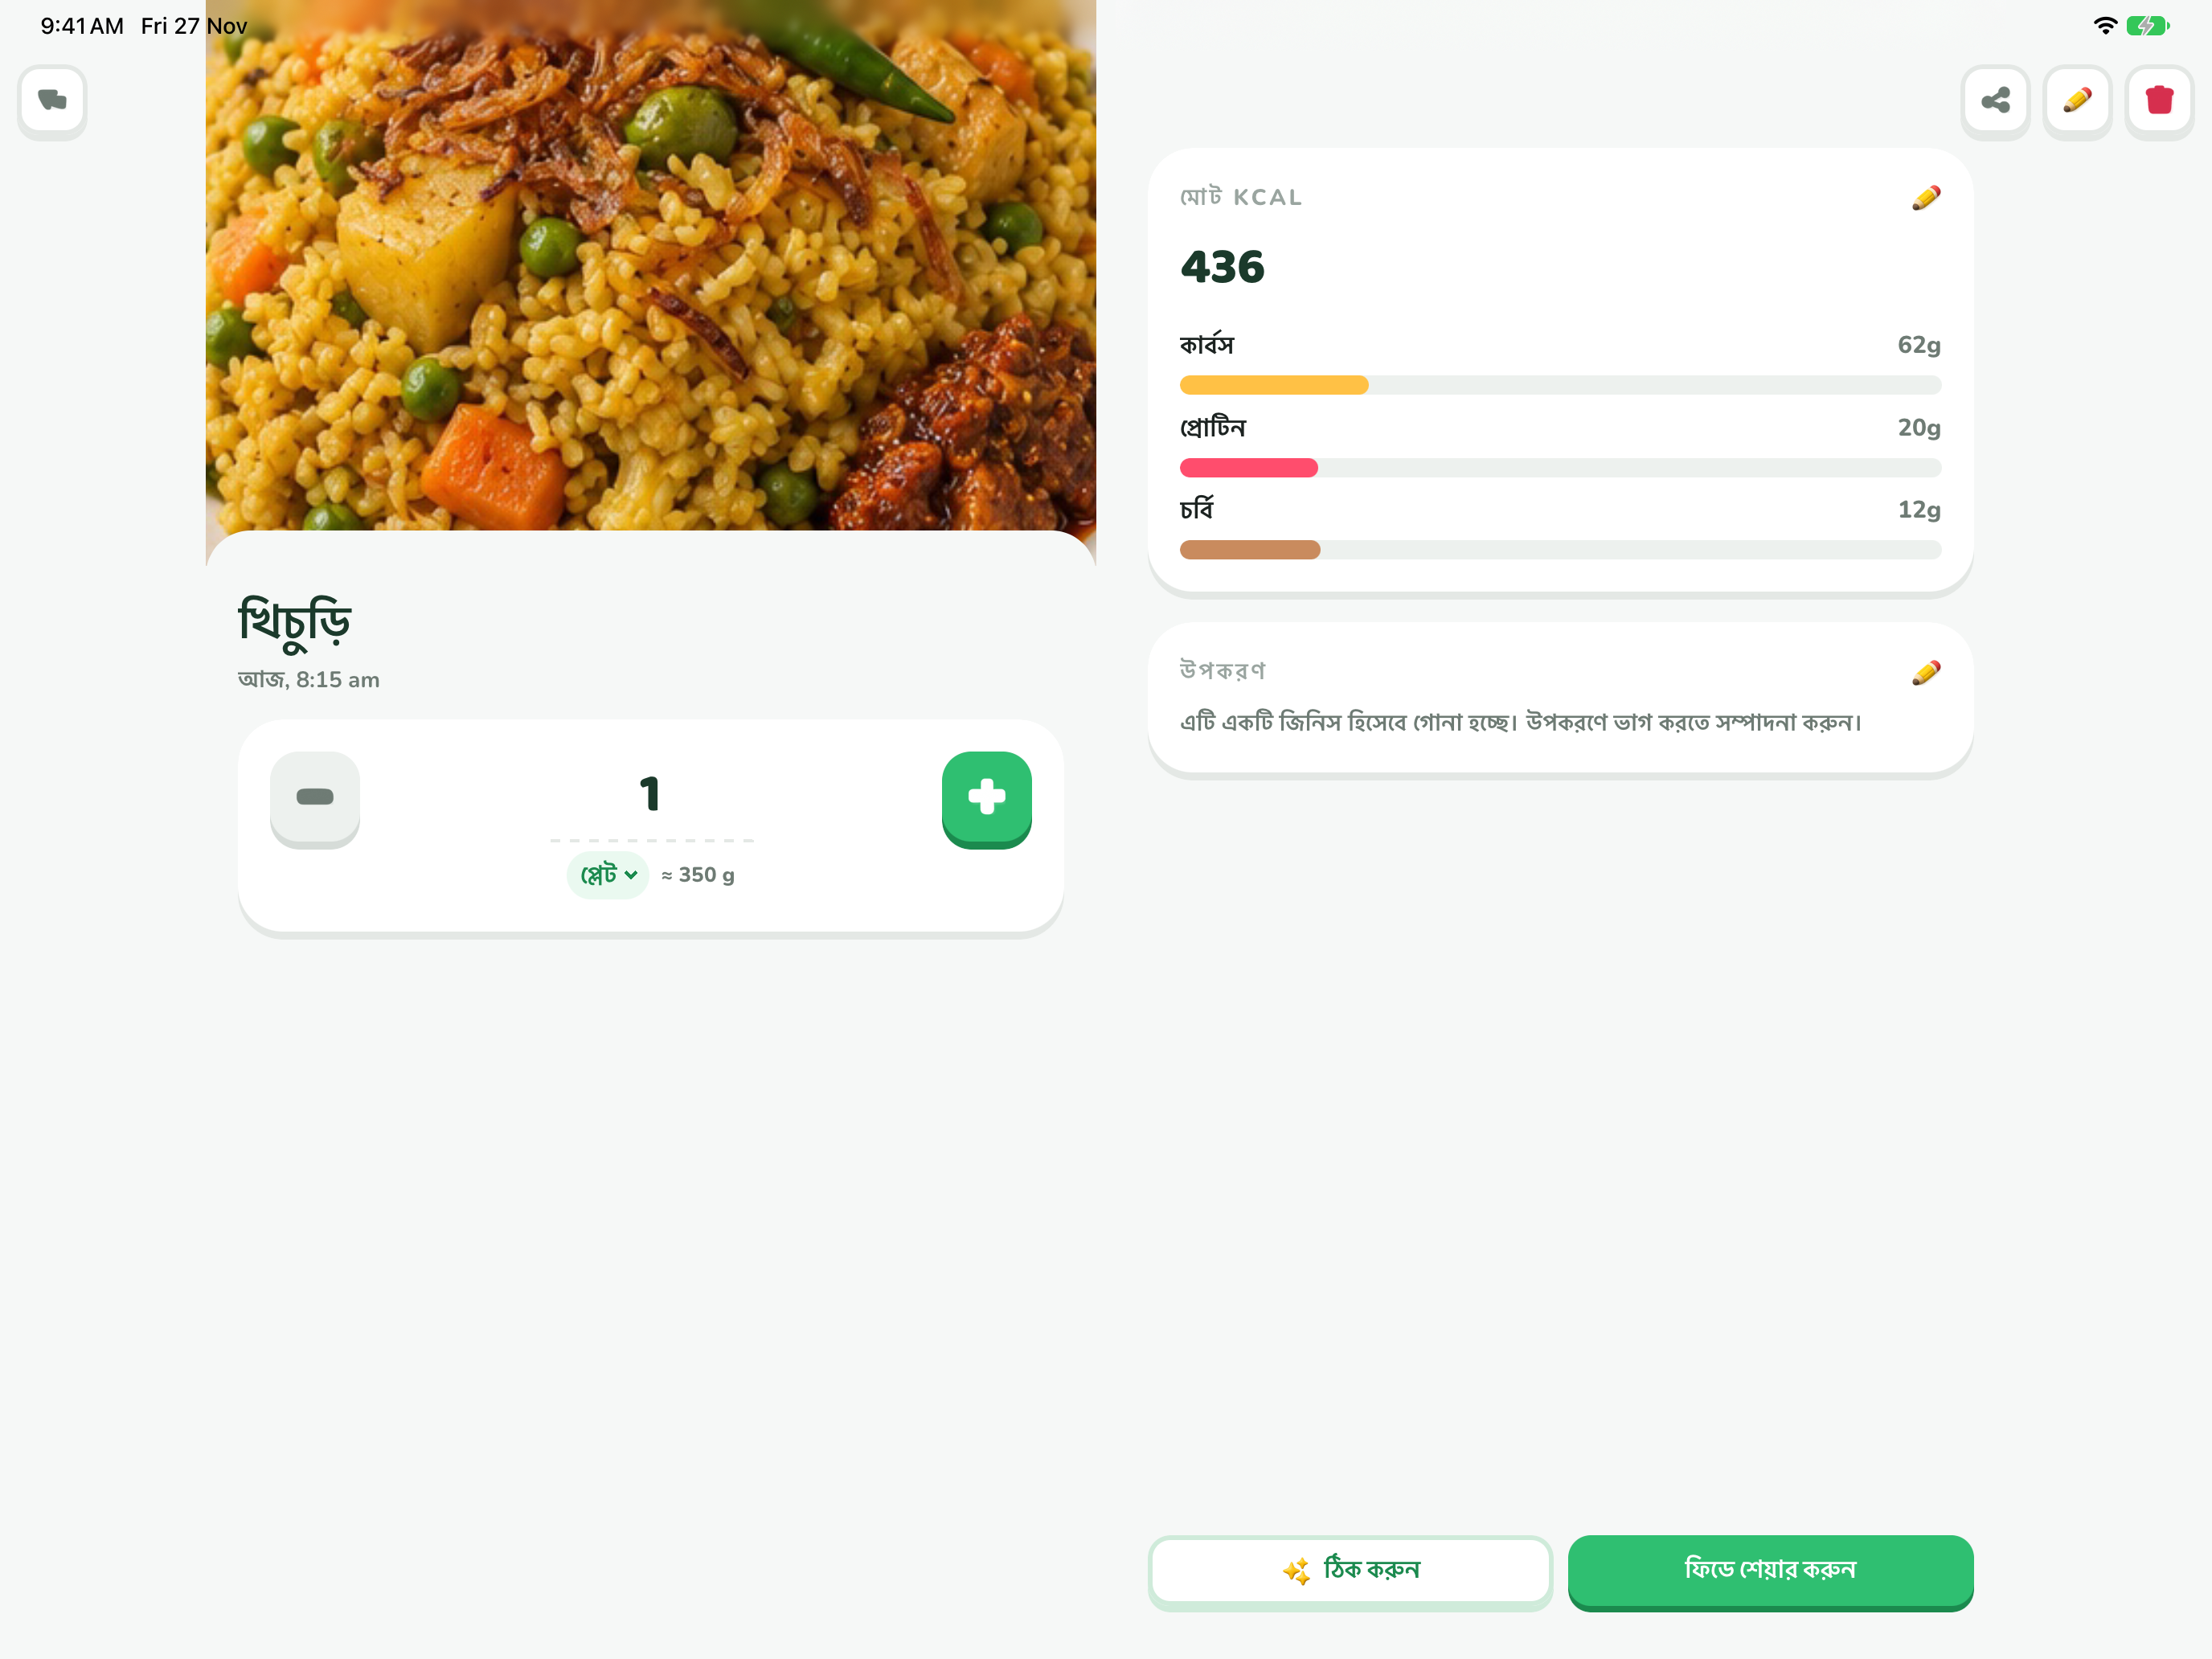 9:41 AM Fri 27 Nov
খিচুড়ি
আজ, 8:15 am
1
প্লেট ≈ 350 g
মোট KCAL
436
কার্বস 62g
প্রোটিন 20g
চর্বি 12g
উপকরণ
এটি একটি জিনিস হিসেবে গোনা হচ্ছে। উপকরণে ভাগ করতে সম্পাদনা করুন।
ঠিক করুন
ফিডে শেয়ার করুন